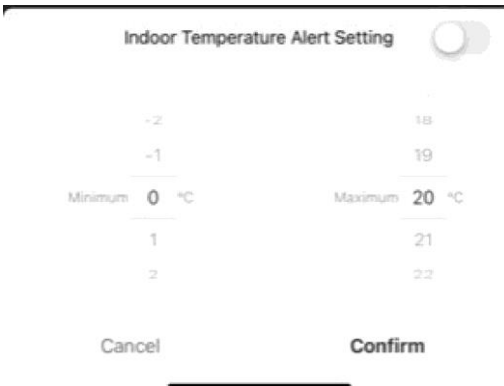 Indoor Temperature Alert Setting
-2 18
-1 19
Minimum 0 °C Maximum 20 °C
1 21
2 22
Cancel Confirm